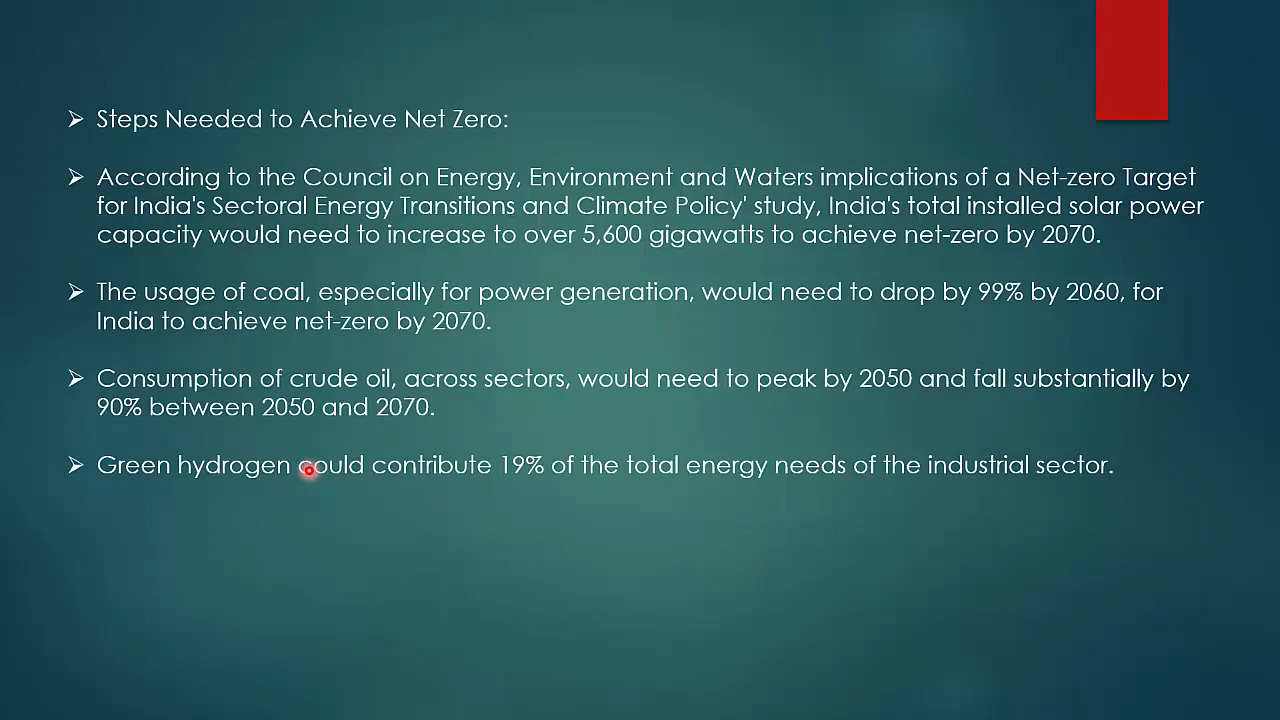 Steps Needed to Achieve Net Zero:
According to the Council on Energy, Environment and Waters implications of a Net-zero Target
for India's Sectoral Energy Transitions and Climate Policy' study, India's total installed solar power
capacity would need to increase to over 5,600 gigawatts to achieve net-zero by 2070.
The usage of coal, especially for power generation, would need to drop by 99% by 2060, for
India to achieve net-zero by 2070.
Consumption of crude oil, across sectors, would need to peak by 2050 and fall substantially by
90% between 2050 and 2070.
Green hydrogen could contribute 19% of the total energy needs of the industrial sector.